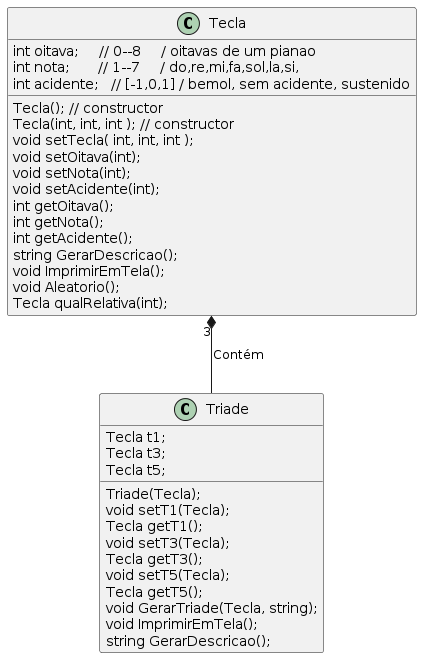 C Tecla
int oitava; // 0--8 / oitavas de um pianao
int nota; // 1--7 / do,re,mi,fa,sol,la,si,
int acidente; // [-1,0,1] / bemol, sem acidente, sustenido
Tecla(); // constructor
Tecla(int, int, int ); // constructor
void setTecla( int, int, int );
void setOitava(int);
void setNota(int);
void setAcidente(int);
int getOitava();
int getNota();
int getAcidente();
string GerarDescricao();
void ImprimirEmTela();
void Aleatorio();
Tecla qualRelativa(int);
3
Contém
C Triade
Tecla t1;
Tecla t3;
Tecla t5;
Triade(Tecla);
void setT1(Tecla);
Tecla getT1();
void setT3(Tecla);
Tecla getT3();
void setT5(Tecla);
Tecla getT5();
void GerarTriade(Tecla, string);
void ImprimirEmTela();
string GerarDescricao();